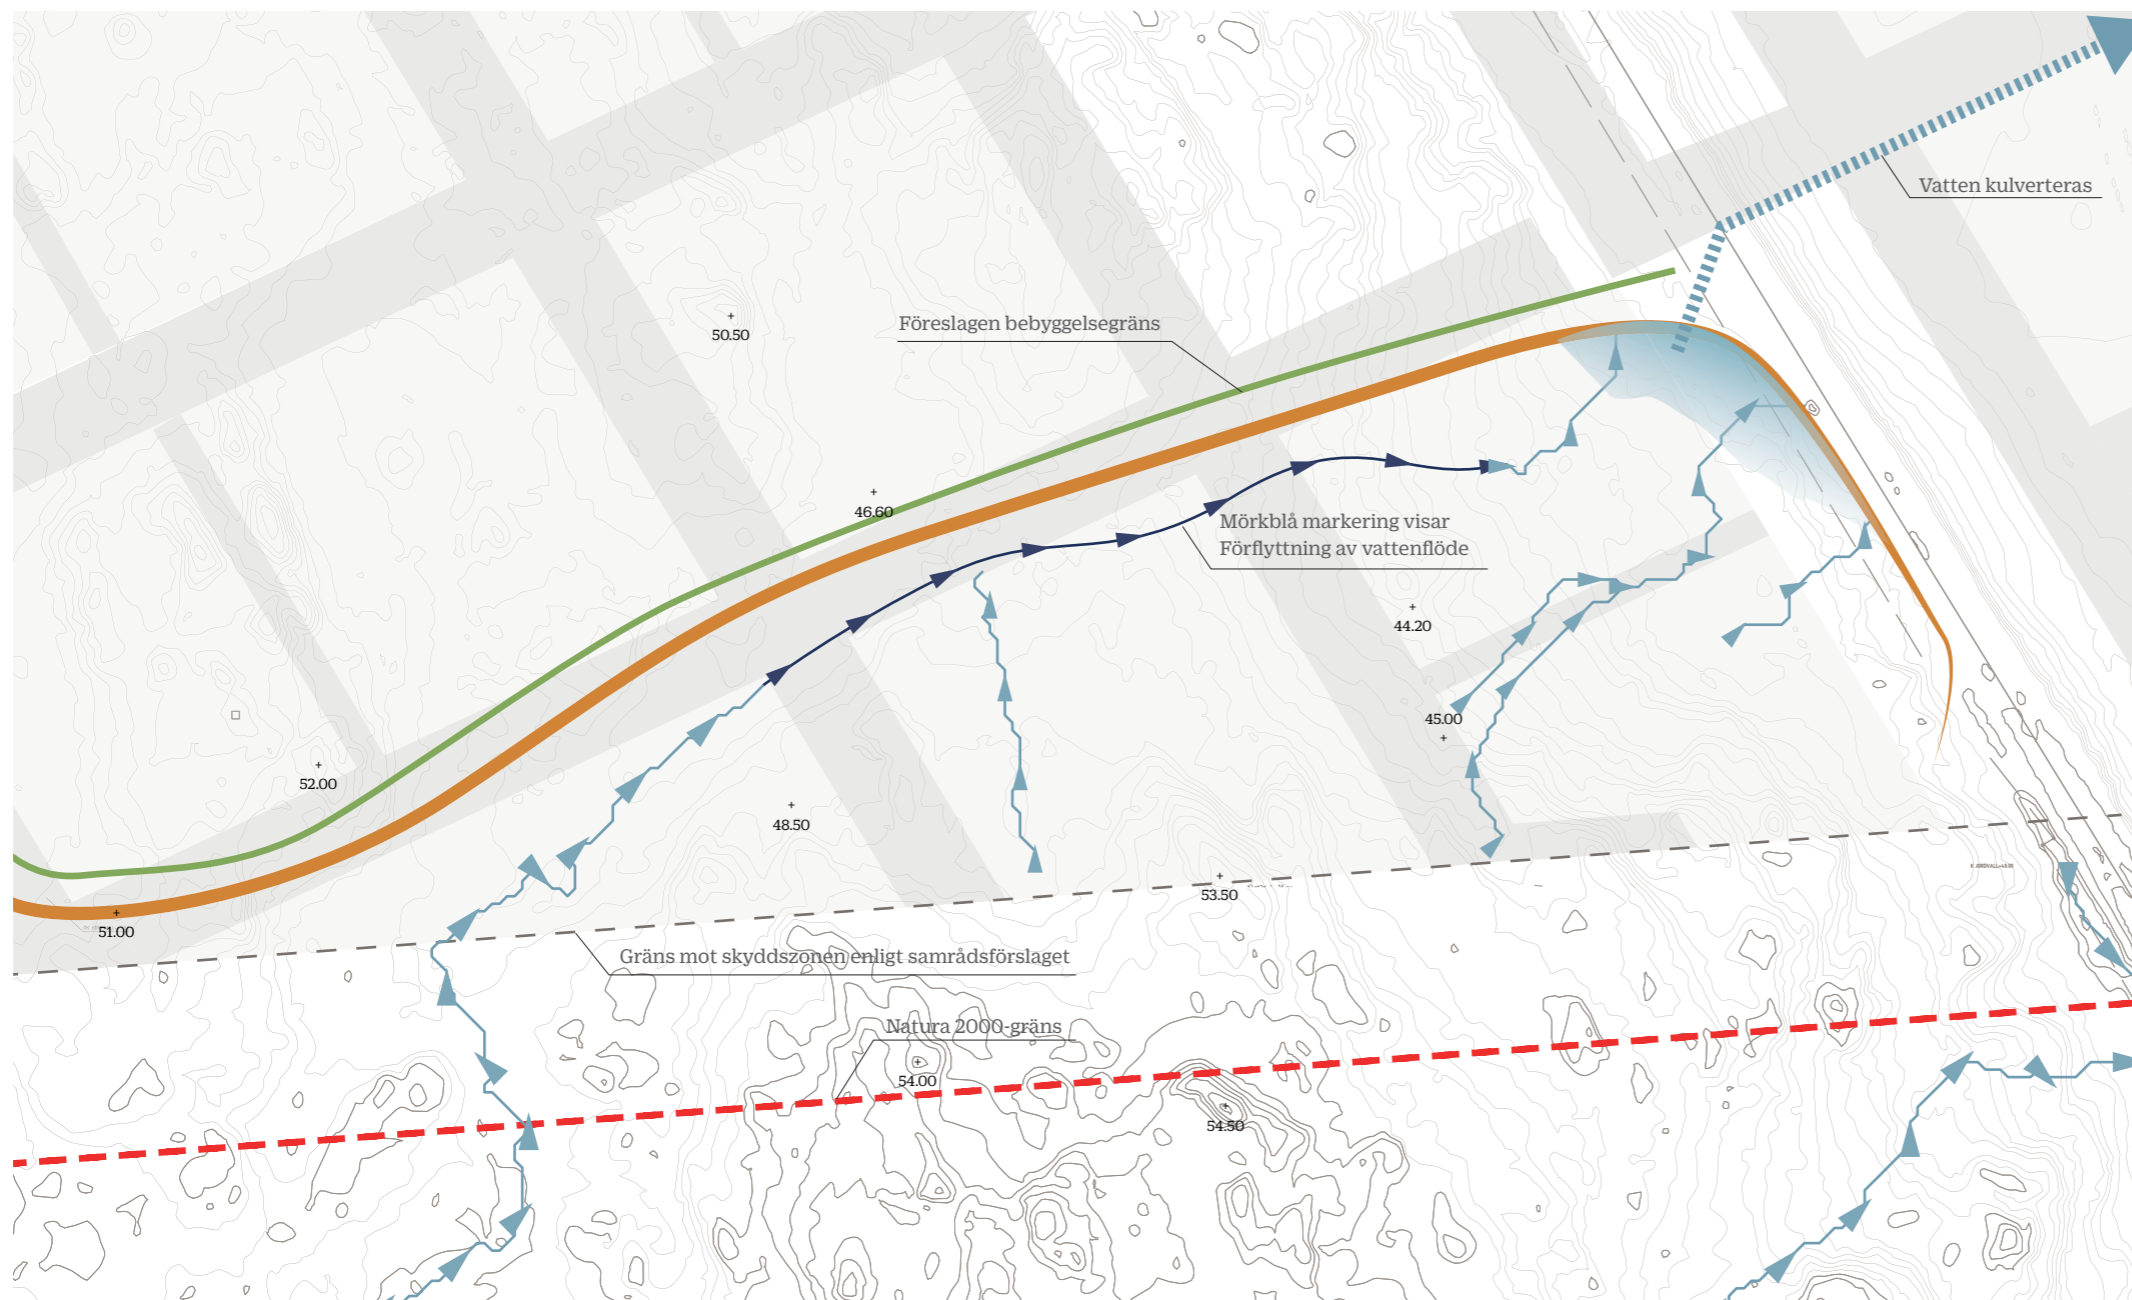 Vatten kulverteras
Föreslagen bebyggelsegräns
50.50
46.60
Mörkblå markering visar
Förflyttning av vattenflöde
44.20
45.00
52.00
48.50
53.50
51.00
Gräns mot skyddszonen enligt samrådsförslaget
Natura 2000-gräns
54.00
54.50